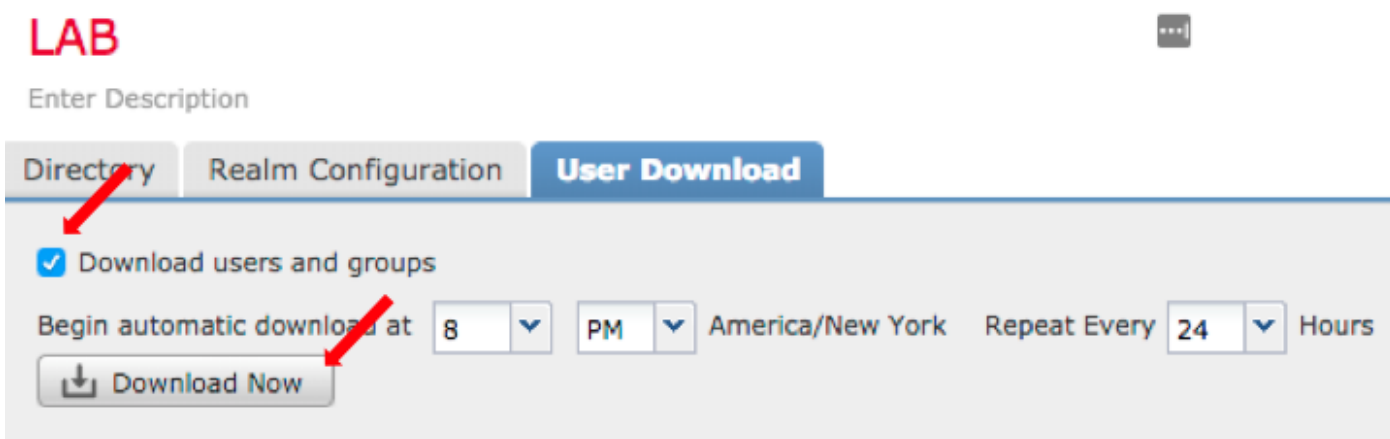 LAB
Enter Description
Directory Realm Configuration User Download
Download users and groups
Begin automatic download at 8 PM America/New York Repeat Every 24 Hours
Download Now